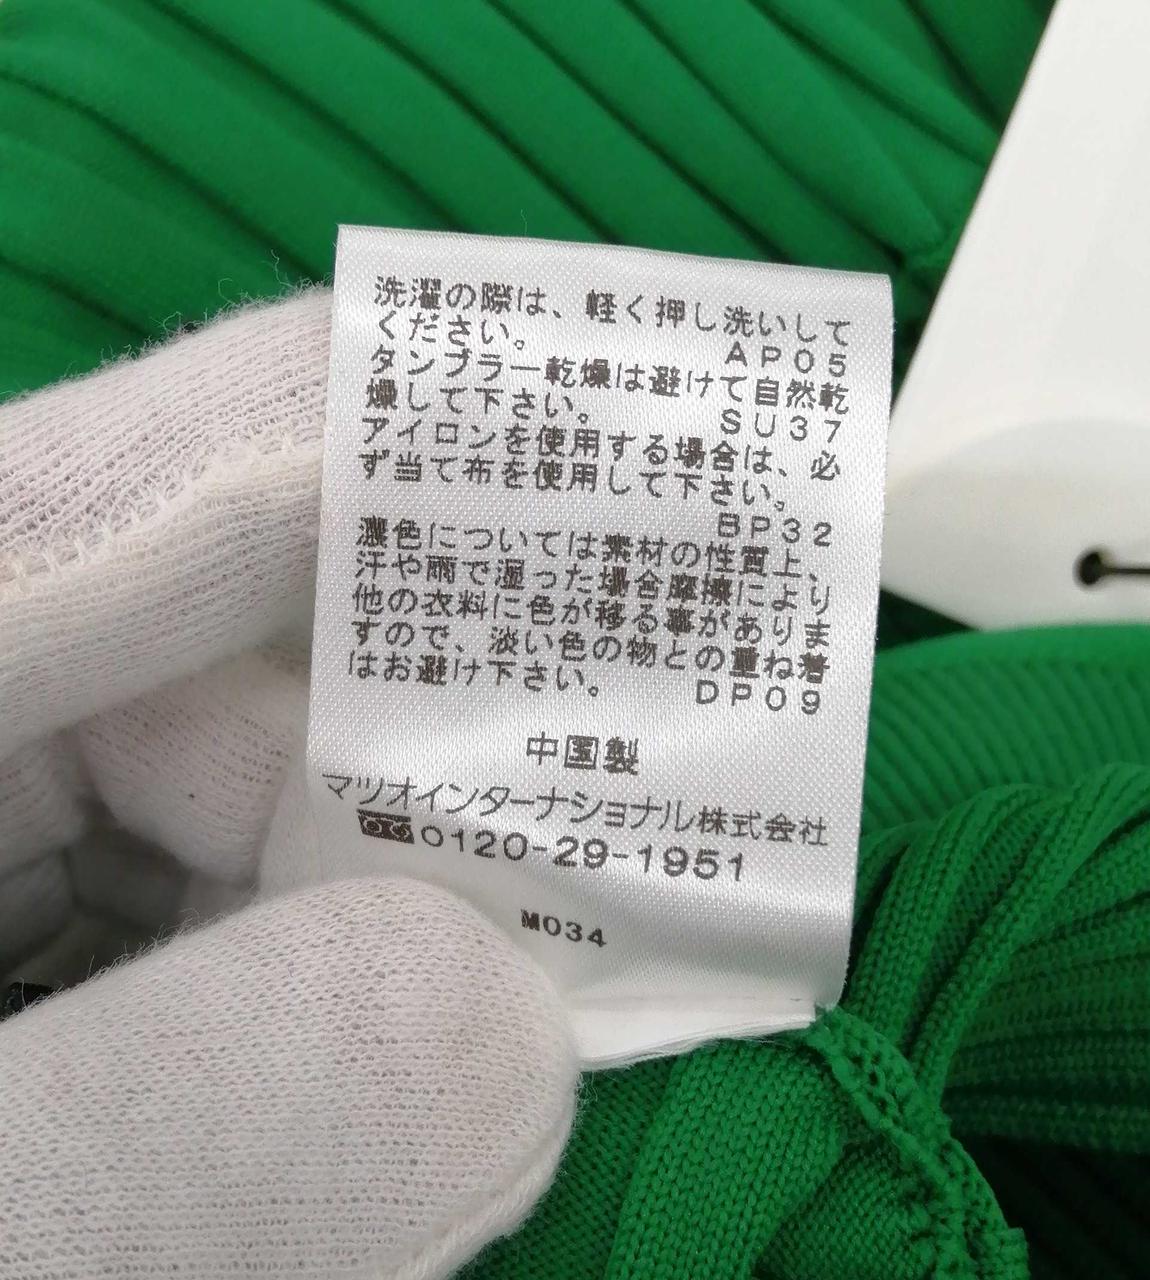 洗濯の際は、軽く押し洗いして
ください。 AP05
タンブラー乾燥は避けて自然乾
燥して下さい。 SU37
アイロンを使用する場合は、必
ず当て布を使用して下さい。
BP32
濃色については素材の性質上、
汗や雨で湿った場合摩擦により
他の衣料に色が移る事がありま
すので、淡い色の物との重ね着
はお避け下さい。 DP09
中国製
マツオインターナショナル株式会社
0120-29-1951
M034